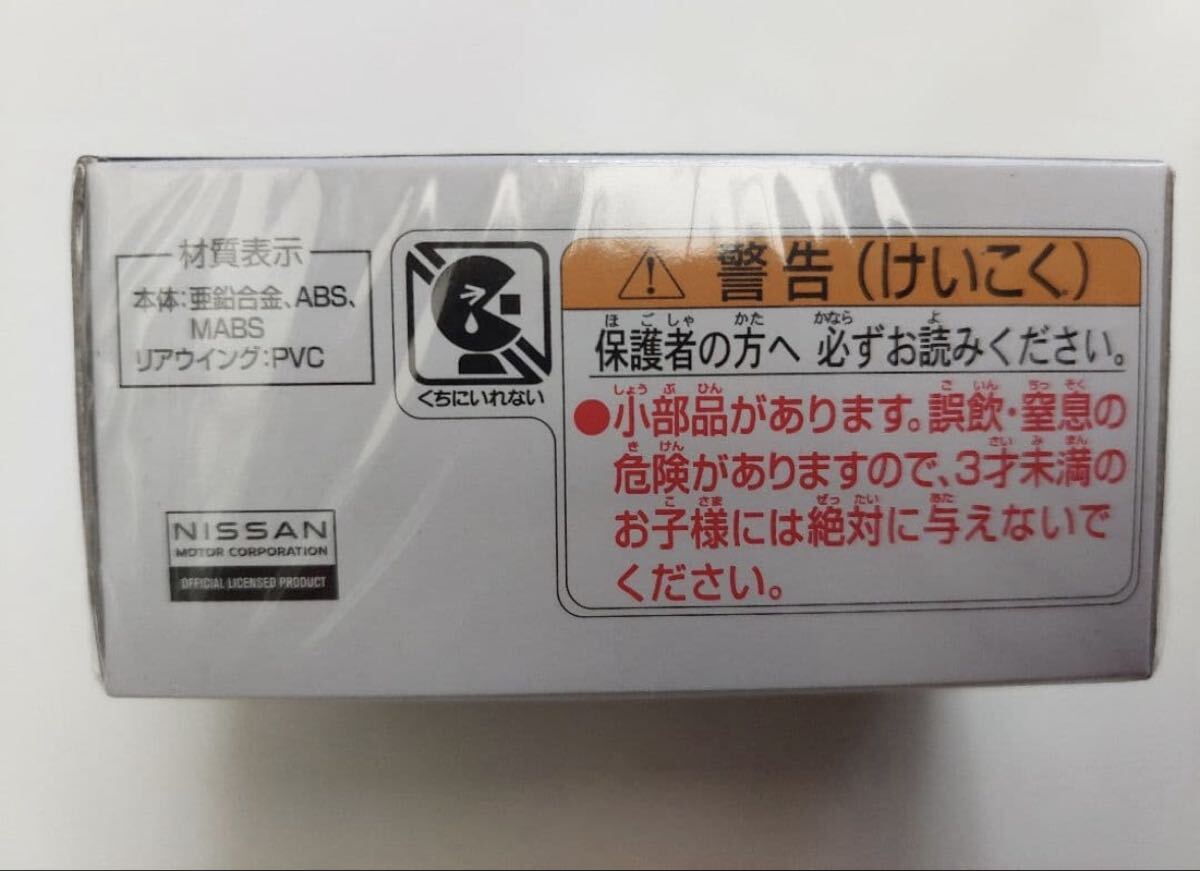 材質表示
本体:亜鉛合金、ABS、
MABS
リアウイング:PVC
NISSAN
MOTOR CORPORATION
OFFICIAL LICENSED PRODUCT
くちにいれない
警告(けいこく)
ほごしゃ かた かなら よ
保護者の方へ 必ずお読みください。
しょうぶひん ごいん ちっそく
●小部品があります。誤飲・窒息の
きけん さいみまん
危険がありますので、3才未満の
こさま ぜったい あた
お子様には絶対に与えないで
ください。